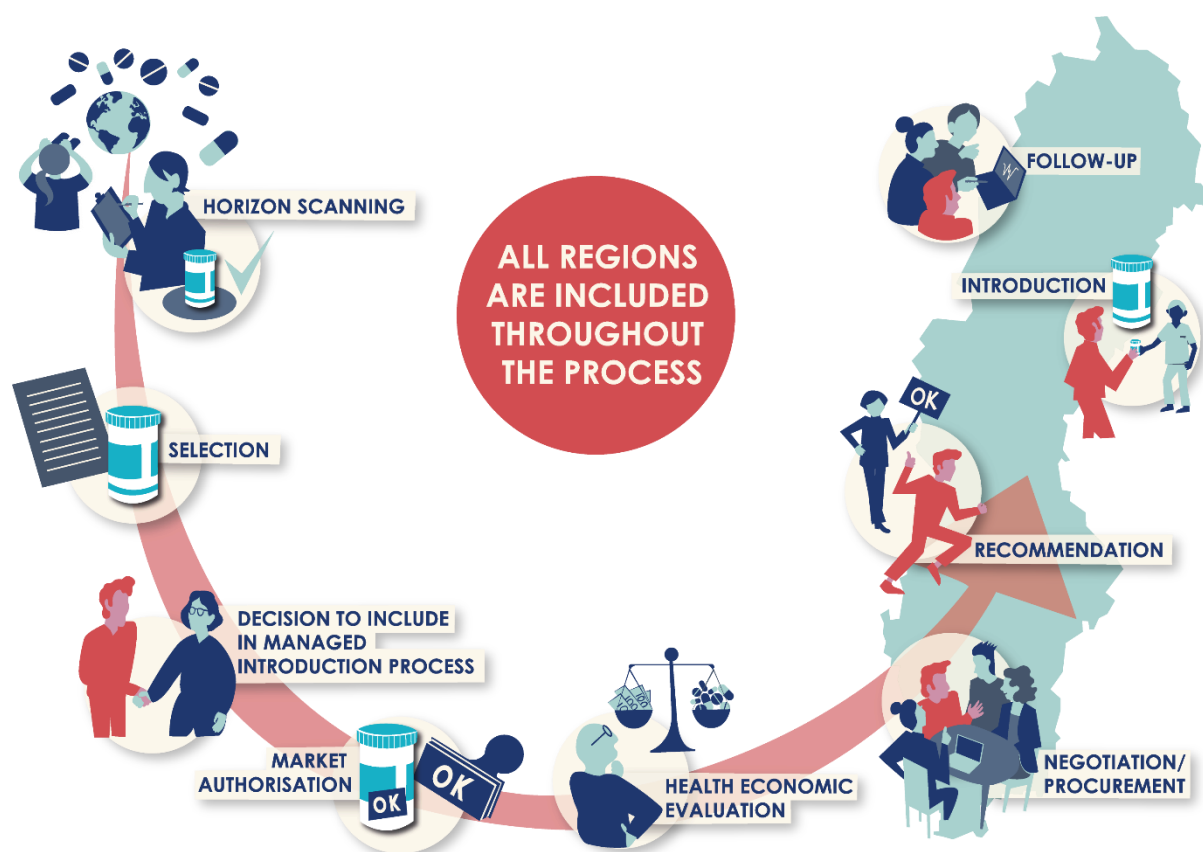 HORIZON SCANNING
SELECTION
DECISION TO INCLUDE
IN MANAGED
INTRODUCTION PROCESS
MARKET
AUTHORISATION
OK
OK
HEALTH ECONOMIC
EVALUATION
NEGOTIATION/
PROCUREMENT
RECOMMENDATION
OK
INTRODUCTION
FOLLOW-UP
ALL REGIONS
ARE INCLUDED
THROUGHOUT
THE PROCESS